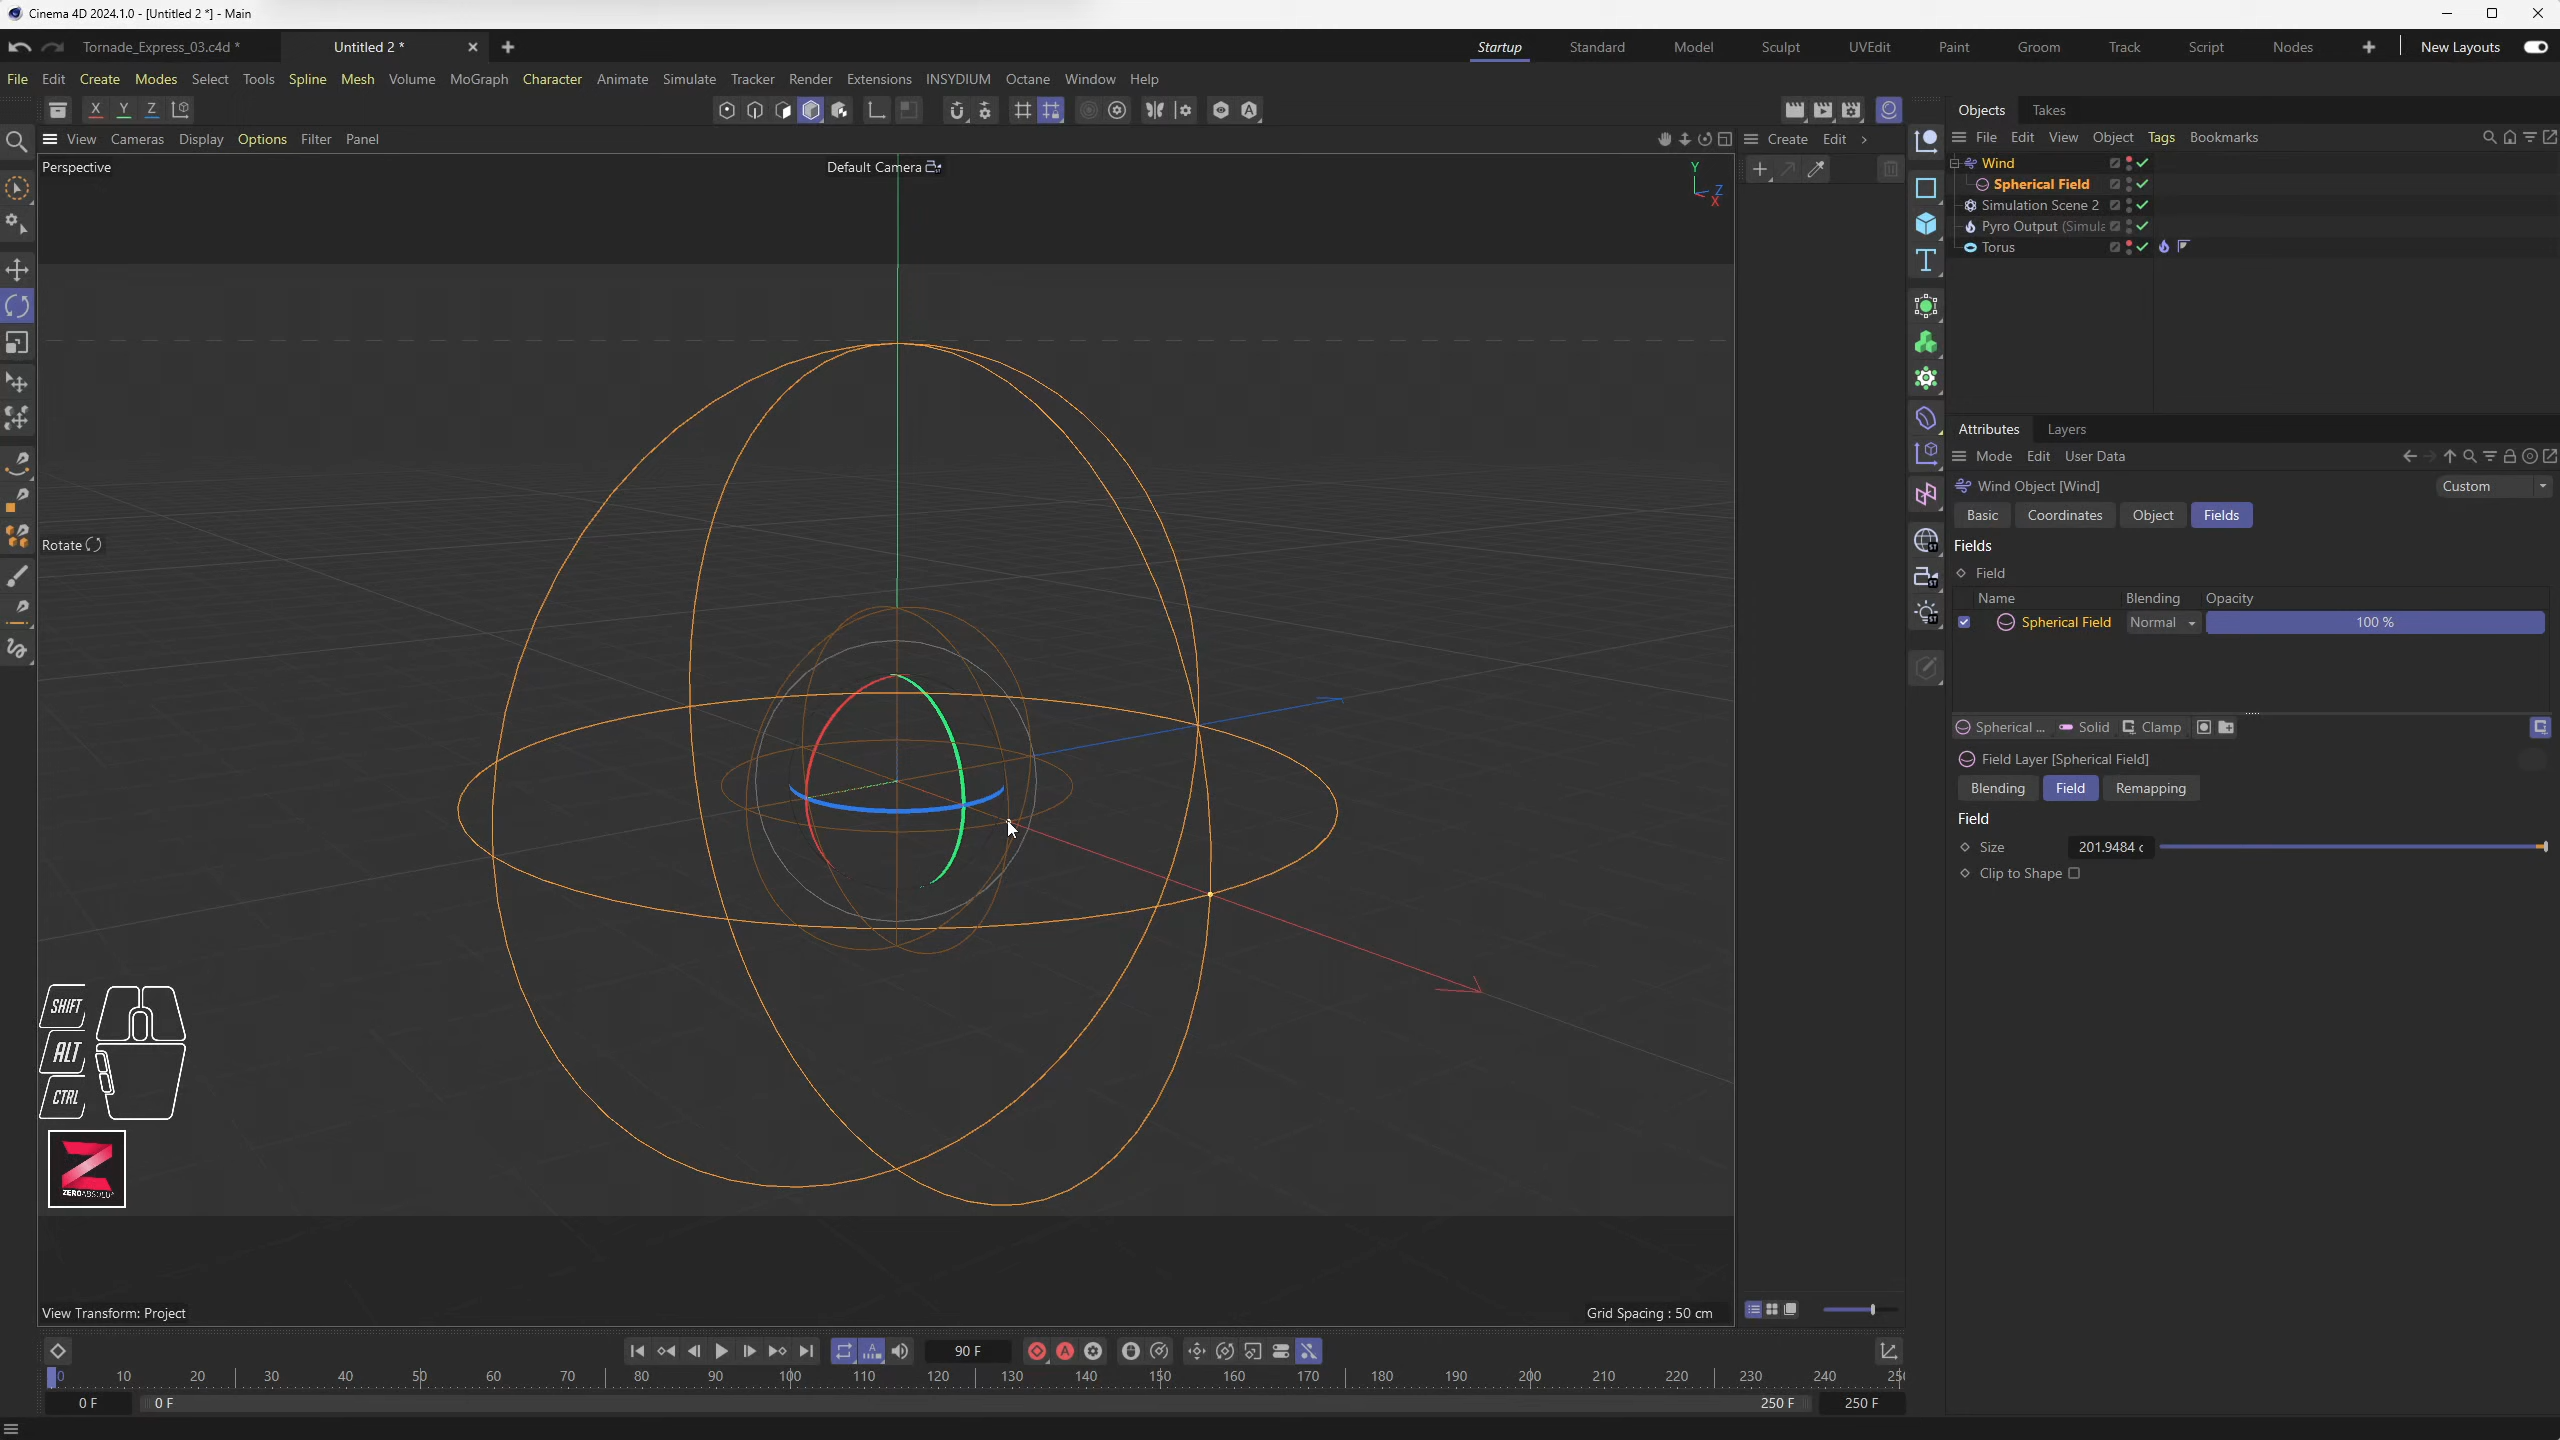 Cinema 4D 2024.1.0 - [Untitled 2 *] - Main
Tornade_Express_03.c4d * Untitled 2 * Startup Standard Model Sculpt UVEdit Paint Groom Track Script Nodes New Layouts
File Edit Create Modes Select Tools Spline Mesh Volume MoGraph Character Animate Simulate Tracker Render Extensions INSYDIUM Octane Window Help
X Y Z
Objects Takes
View Cameras Display Options Filter Panel
Create Edit
File Edit View Object Tags Bookmarks
Perspective
Default Camera
Y
Z
X
Wind
Spherical Field
Simulation Scene 2
Pyro Output (Simula
Torus
Attributes Layers
Mode Edit User Data
Wind Object [Wind]
Custom
Basic Coordinates Object Fields
Fields
Field
Name Blending Opacity
Spherical Field Normal 100 %
Rotate
Spherical ... Solid Clamp
Field Layer [Spherical Field]
Blending Field Remapping
Field
Size 201.9484 c
Clip to Shape
SHIFT
ALT
CTRL
ZEROABSOLU
View Transform: Project
Grid Spacing : 50 cm
90 F
0 10 20 30 40 50 60 70 80 90 100 110 120 130 140 150 160 170 180 190 200 210 220 230 240 25
0 F 0 F 250 F 250 F